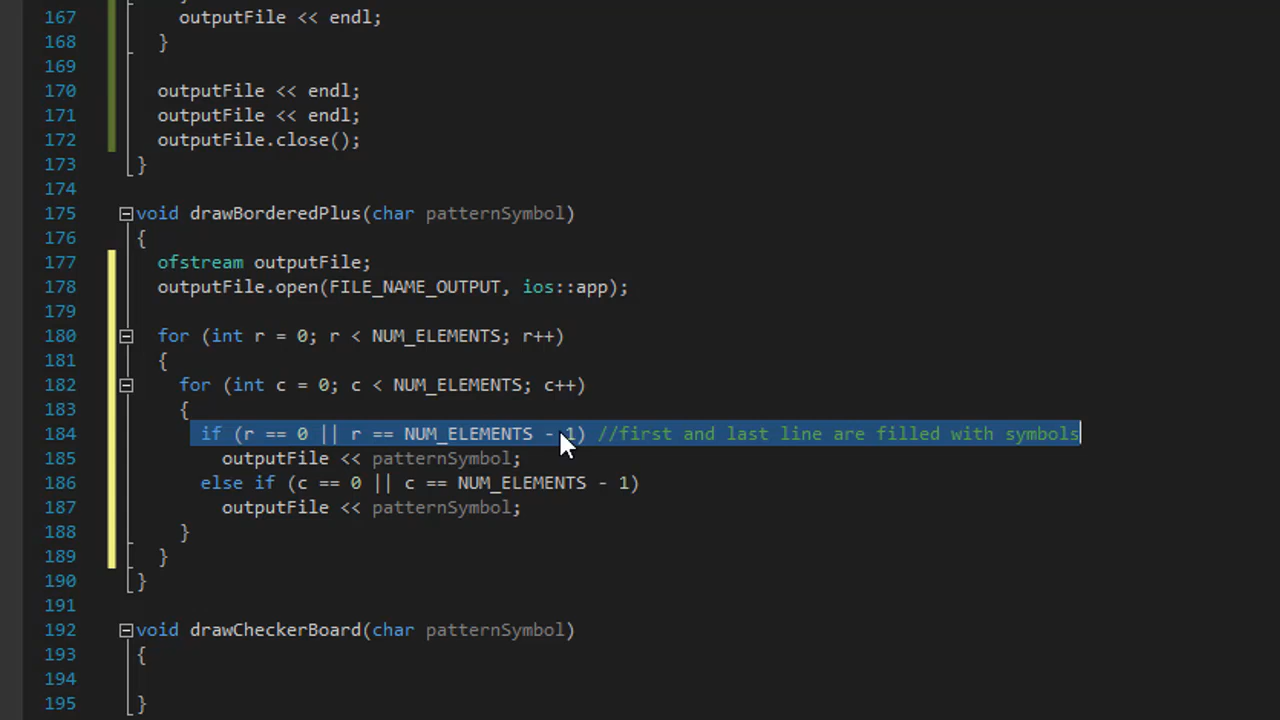 167 outputFile << endl;
168 }
169
170 outputFile << endl;
171 outputFile << endl;
172 outputFile.close();
173 }
174
175 void drawBorderedPlus(char patternSymbol)
176 {
177 ofstream outputFile;
178 outputFile.open(FILE_NAME_OUTPUT, ios::app);
179
180 for (int r = 0; r < NUM_ELEMENTS; r++)
181 {
182 for (int c = 0; c < NUM_ELEMENTS; c++)
183 {
184 if (r == 0 || r == NUM_ELEMENTS - 1) //first and last line are filled with symbols
185 outputFile << patternSymbol;
186 else if (c == 0 || c == NUM_ELEMENTS - 1)
187 outputFile << patternSymbol;
188 }
189 }
190 }
191
192 void drawCheckerBoard(char patternSymbol)
193 {
194
195 }